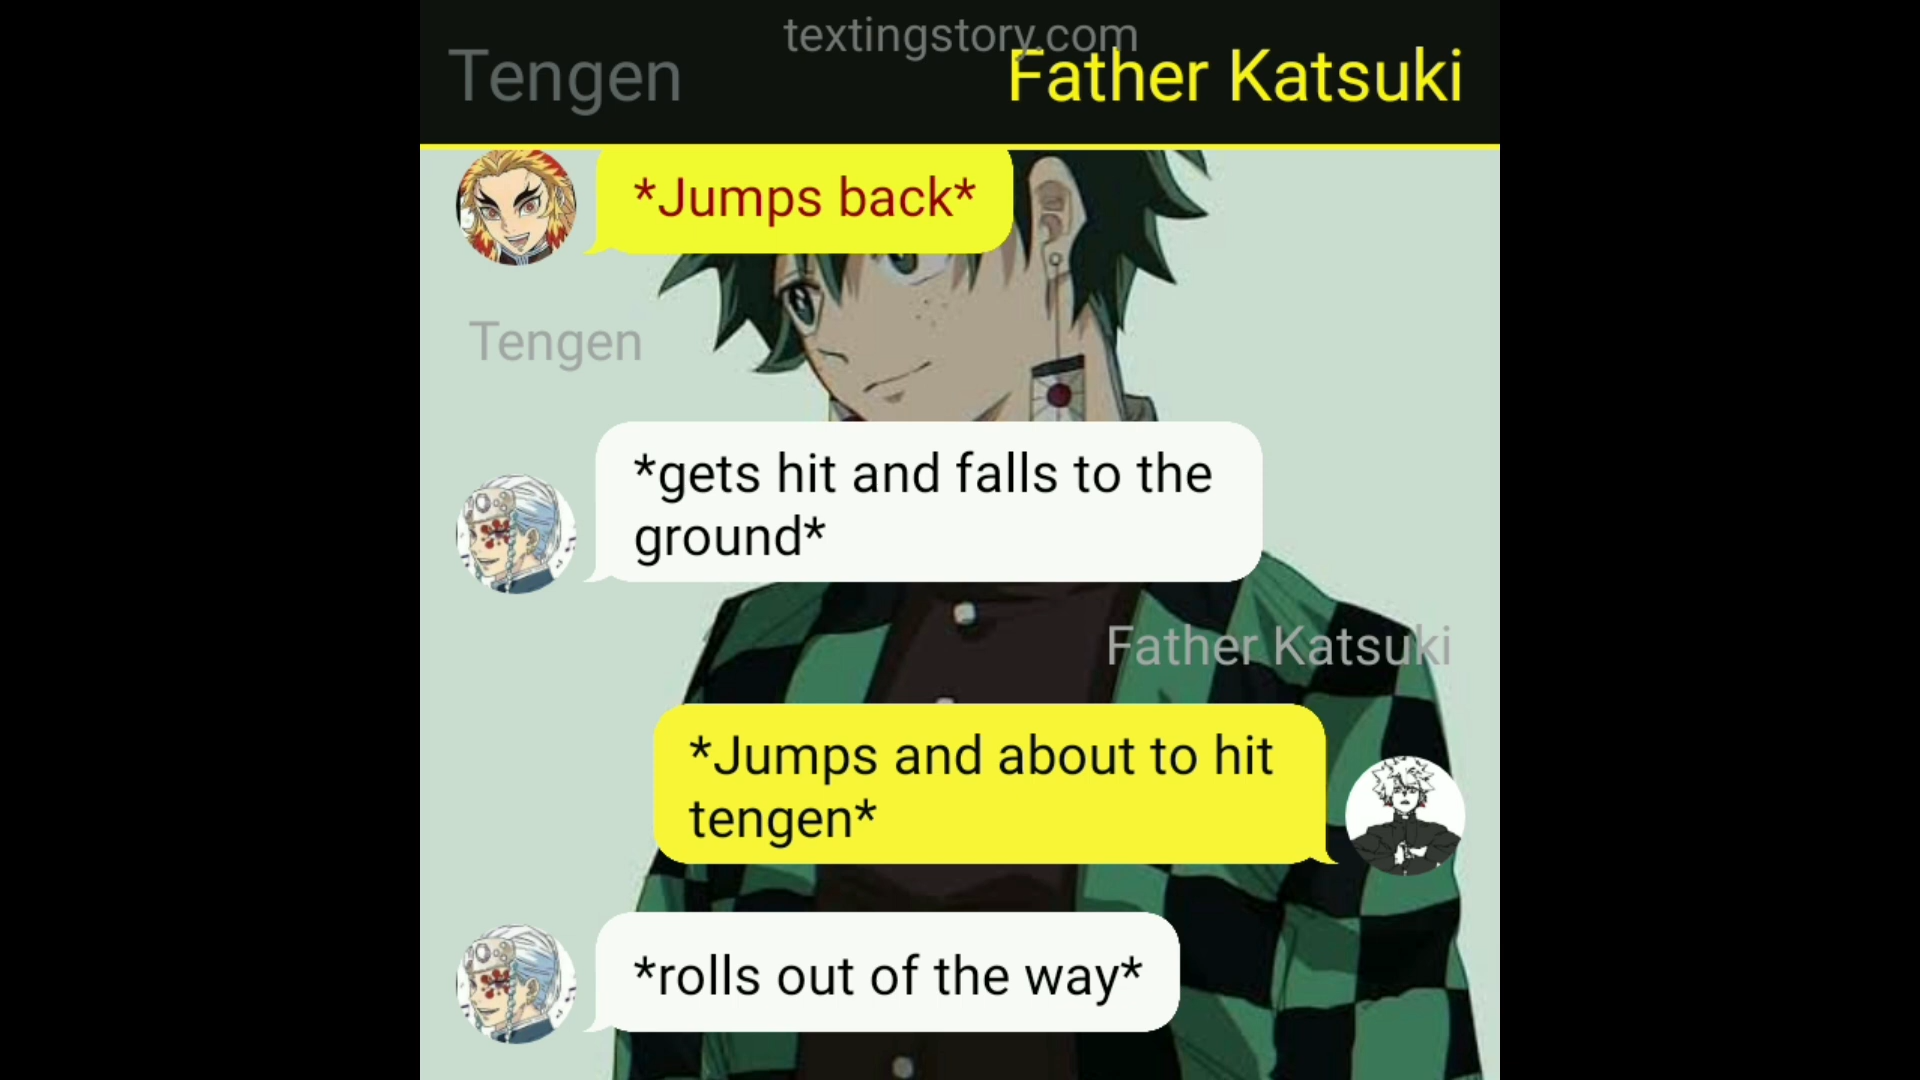 textingstory.com
Tengen
Father Katsuki
*Jumps back*
Tengen
*gets hit and falls to the
ground*
Father Katsuki
*Jumps and about to hit
tengen*
*rolls out of the way*